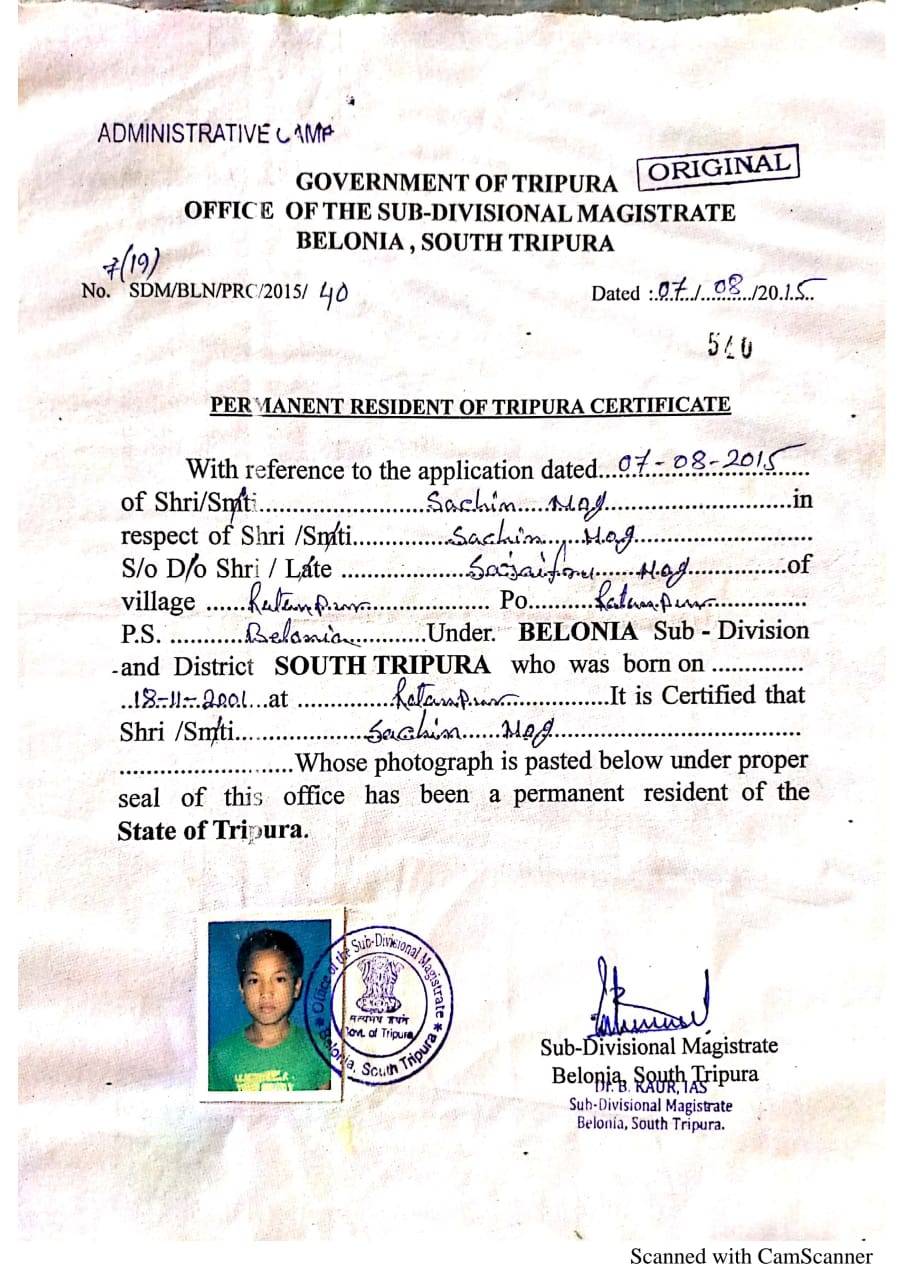 ADMINISTRATIVE CAMP
ORIGINAL
GOVERNMENT OF TRIPURA
OFFICE OF THE SUB-DIVISIONAL MAGISTRATE
BELONIA , SOUTH TRIPURA
7(19)
No. SDM/BLN/PRC/2015/ 40
Dated :.07./..08../2015..
540
PERMANENT RESIDENT OF TRIPURA CERTIFICATE
With reference to the application dated...07-08-2015......
of Shri/Smti..............Sachin.....Mog..............in
respect of Shri /Smti..............Sachin.....Mog..............
S/o D/o Shri / Late .............. Mog..............of
village ......Ratanpur.............. Po..........Ratanpur..............
P.S. ...........Belonia...........Under. BELONIA Sub - Division
and District SOUTH TRIPURA who was born on ..............
..18-11-2001...at ..............Ratanpur..............It is Certified that
Shri /Smti..............Sachin......Mog..............
..........................Whose photograph is pasted below under proper
seal of this office has been a permanent resident of the
State of Tripura.
Office of the Sub-Divisional Magistrate
सत्यमेव जयते
Govt. of Tripura
Belonia, South Tripura
Sub-Divisional Magistrate
Belonia, South Tripura
Dr. B. KAUR, IAS
Sub-Divisional Magistrate
Belonia, South Tripura.
Scanned with CamScanner